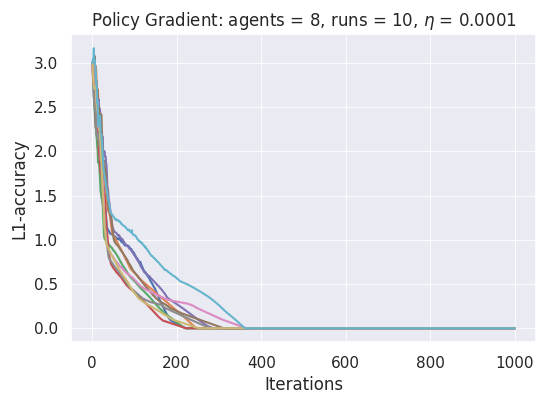 Policy Gradient: agents = 8, runs = 10, η = 0.0001
L1-accuracy
3.0
2.5
2.0
1.5
1.0
0.5
0.0
0 200 400 600 800 1000
Iterations